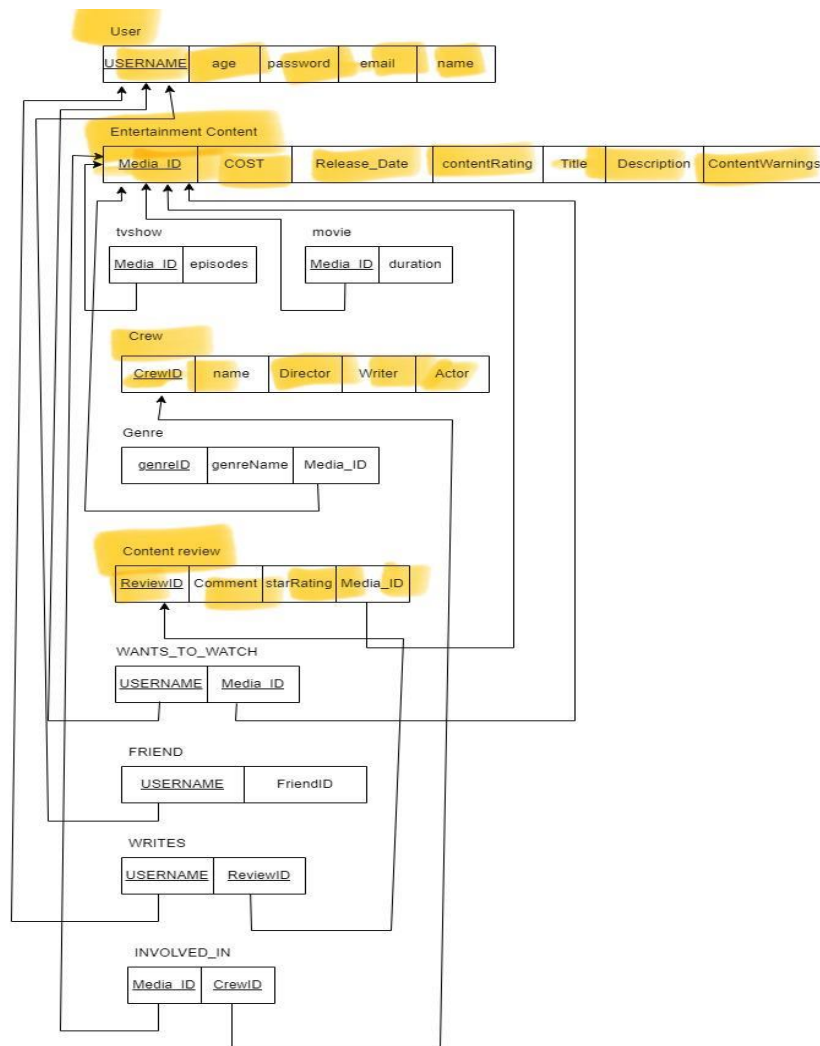 User
USERNAME age password email name
Entertainment Content
Media_ID COST Release_Date contentRating Title Description ContentWarnings
tvshow movie
Media_ID episodes Media_ID duration
Crew
CrewID name Director Writer Actor
Genre
genreID genreName Media_ID
Content review
ReviewID Comment starRating Media_ID
WANTS_TO_WATCH
USERNAME Media_ID
FRIEND
USERNAME FriendID
WRITES
USERNAME ReviewID
INVOLVED_IN
Media_ID CrewID